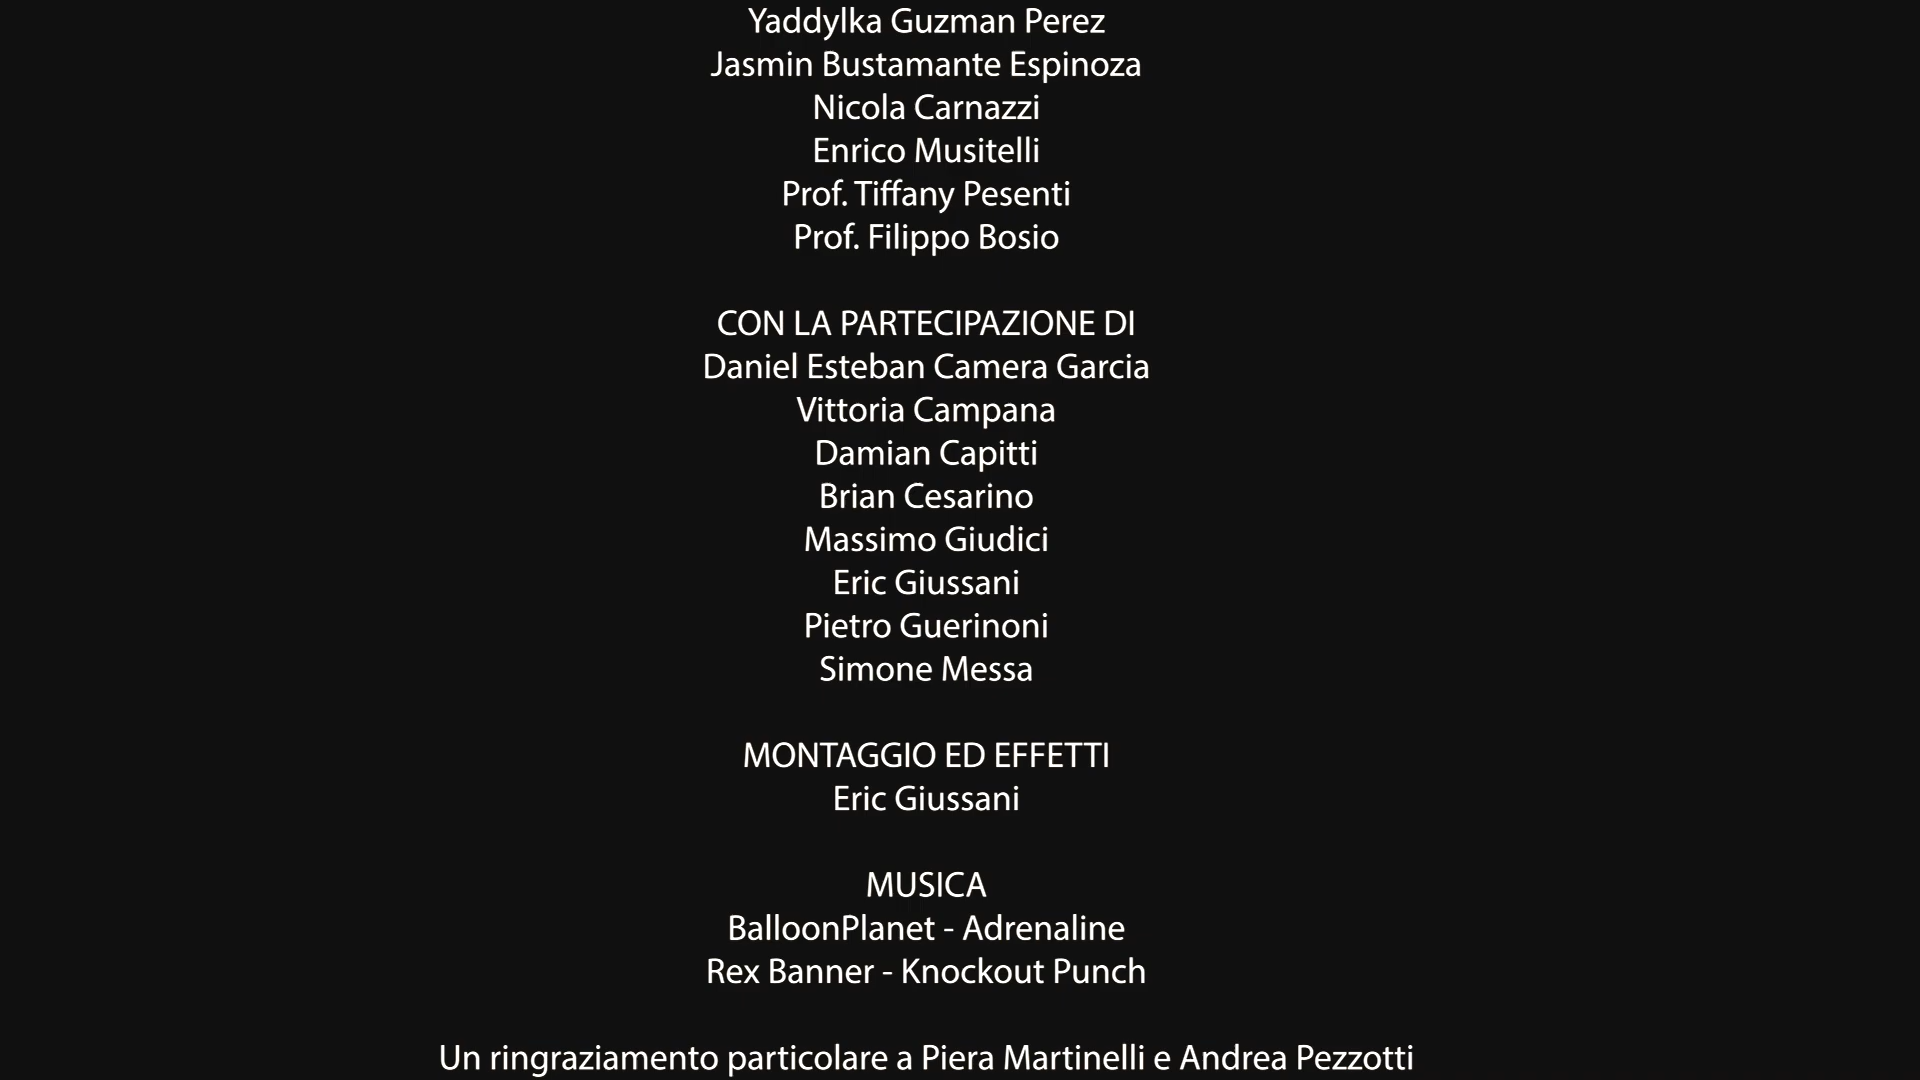 Yaddylka Guzman Perez
Jasmin Bustamante Espinoza
Nicola Carnazzi
Enrico Musitelli
Prof. Tiffany Pesenti
Prof. Filippo Bosio
CON LA PARTECIPAZIONE DI
Daniel Esteban Camera Garcia
Vittoria Campana
Damian Capitti
Brian Cesarino
Massimo Giudici
Eric Giussani
Pietro Guerinoni
Simone Messa
MONTAGGIO ED EFFETTI
Eric Giussani
MUSICA
BalloonPlanet - Adrenaline
Rex Banner - Knockout Punch
Un ringraziamento particolare a Piera Martinelli e Andrea Pezzotti